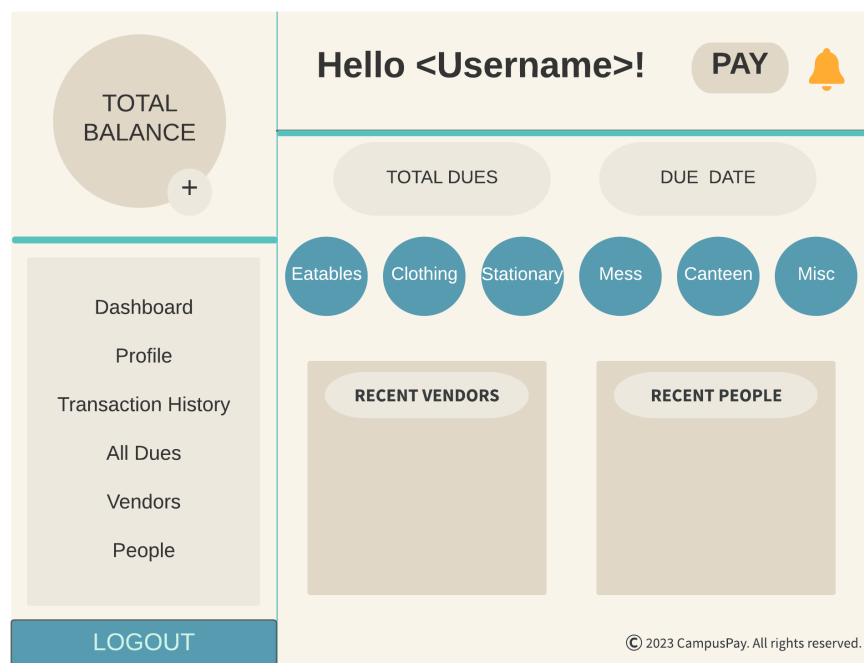 TOTAL
BALANCE
+
Hello <Username>!
PAY
TOTAL DUES
DUE DATE
Eatables
Clothing
Stationary
Mess
Canteen
Misc
Dashboard
Profile
Transaction History
All Dues
Vendors
People
RECENT VENDORS
RECENT PEOPLE
LOGOUT
© 2023 CampusPay. All rights reserved.